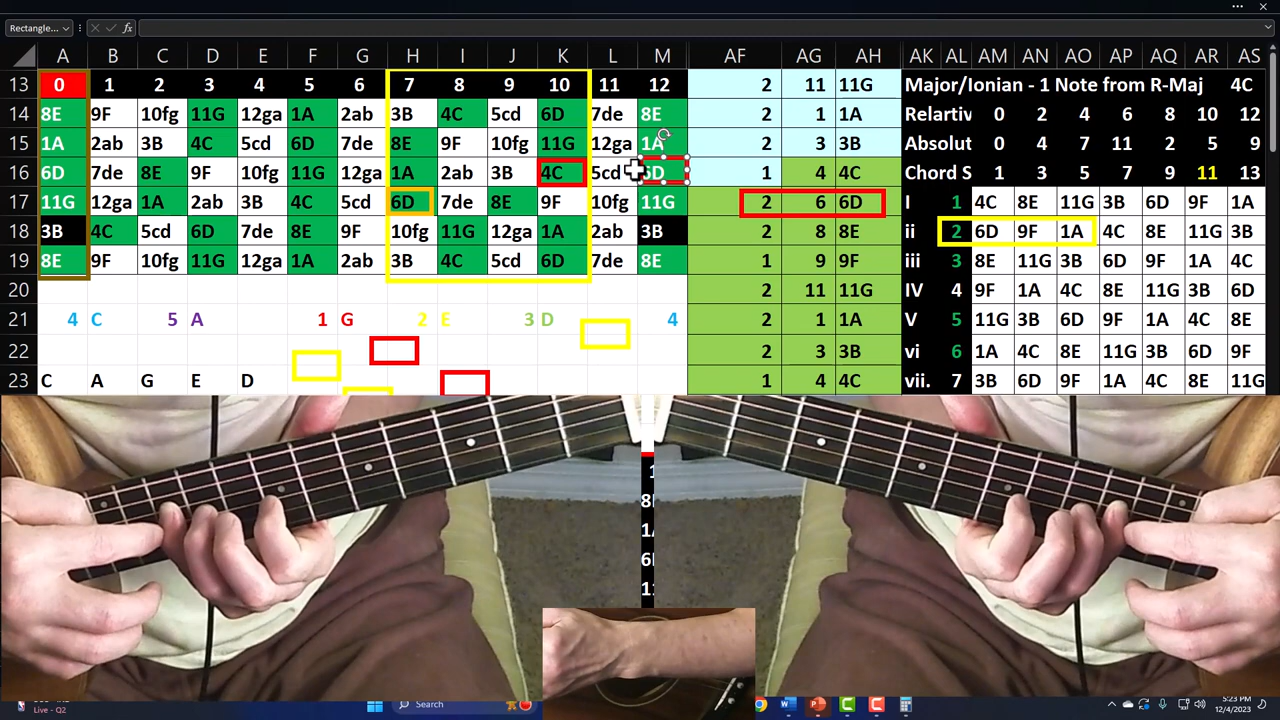 Rectangle... fx
A B C D E F G H I J K L M AF AG AH AK AL AM AN AO AP AQ AR AS
13 0 1 2 3 4 5 6 7 8 9 10 11 12 2 11 11G Major/Ionian - 1 Note from R-Maj 4C
14 8E 9F 10fg 11G 12ga 1A 2ab 3B 4C 5cd 6D 7de 8E 2 1 1A Relartiv 0 2 4 6 8 10 12
15 1A 2ab 3B 4C 5cd 6D 7de 8E 9F 10fg 11G 12ga 1A 2 3 3B Absolut 0 4 7 11 2 5 9
16 6D 7de 8E 9F 10fg 11G 12ga 1A 2ab 3B 4C 5cd 6D 1 4 4C Chord S 1 3 5 7 9 11 13
17 11G 12ga 1A 2ab 3B 4C 5cd 6D 7de 8E 9F 10fg 11G 2 6 6D I 1 4C 8E 11G 3B 6D 9F 1A
18 3B 4C 5cd 6D 7de 8E 9F 10fg 11G 12ga 1A 2ab 3B 2 8 8E ii 2 6D 9F 1A 4C 8E 11G 3B
19 8E 9F 10fg 11G 12ga 1A 2ab 3B 4C 5cd 6D 7de 8E 1 9 9F iii 3 8E 11G 3B 6D 9F 1A 4C
20 2 11 11G IV 4 9F 1A 4C 8E 11G 3B 6D
21 4 C 5 A 1 G 2 E 3 D 4 2 1 1A V 5 11G 3B 6D 9F 1A 4C 8E
22 2 3 3B vi 6 1A 4C 8E 11G 3B 6D 9F
23 C A G E D 1 4 4C vii. 7 3B 6D 9F 1A 4C 8E 11G
Live - Q2
Search
5:23 PM
12/4/2023